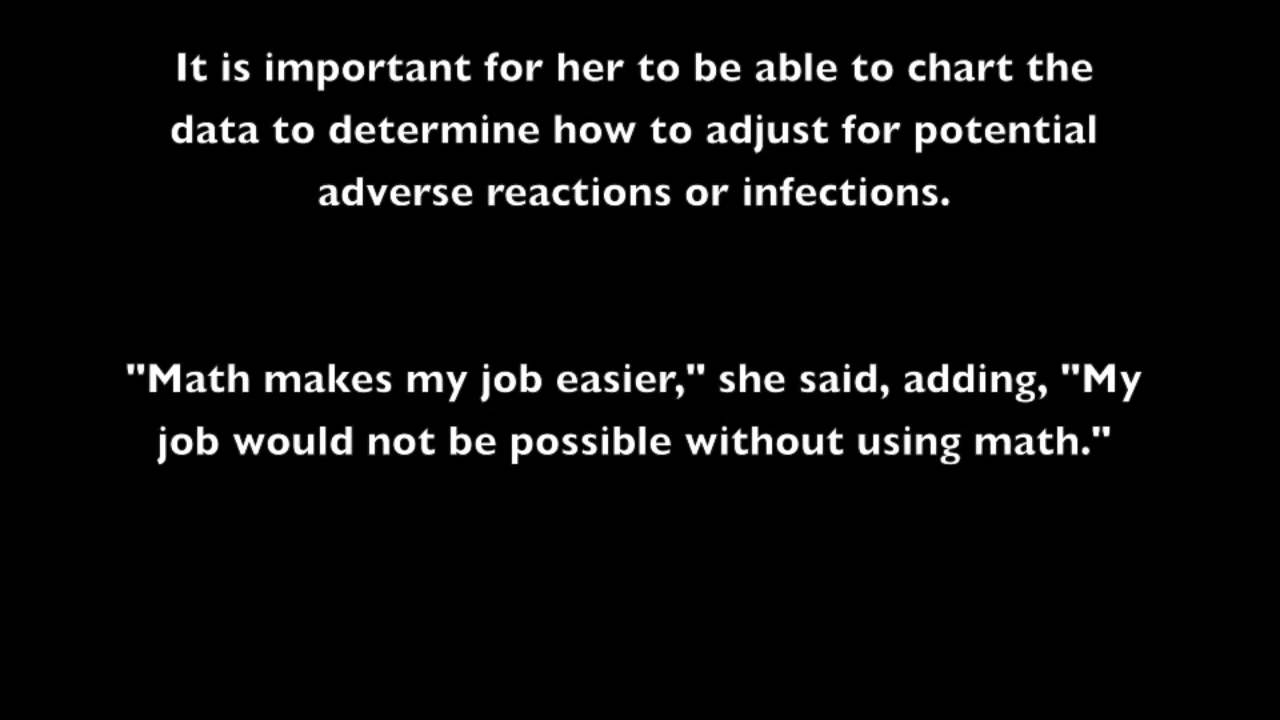 It is important for her to be able to chart the
data to determine how to adjust for potential
adverse reactions or infections.
"Math makes my job easier," she said, adding, "My
job would not be possible without using math."